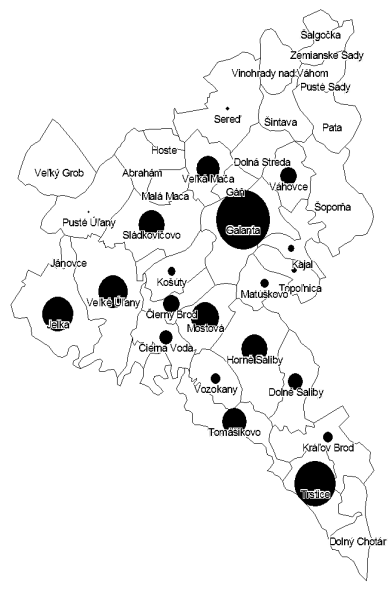 Šalgočka
Zemianske Sady
Vinohrady nad Váhom
Pusté Sady
Sereď
Šintava
Pata
Hoste
Dolná Streda
Veľký Grob
Abrahám
Veľká Mača
Váhovce
Malá Mača
Gáň
Šoporňa
Pusté Úľany
Sládkovičovo
Galanta
Jánovce
Kajal
Košúty
Topoľnica
Matúškovo
Veľké Úľany
Čierny Brod
Jelka
Mostová
Čierna Voda
Horné Saliby
Vozokany
Dolné Saliby
Tomášikovo
Kráľov Brod
Trstice
Dolný Chotár